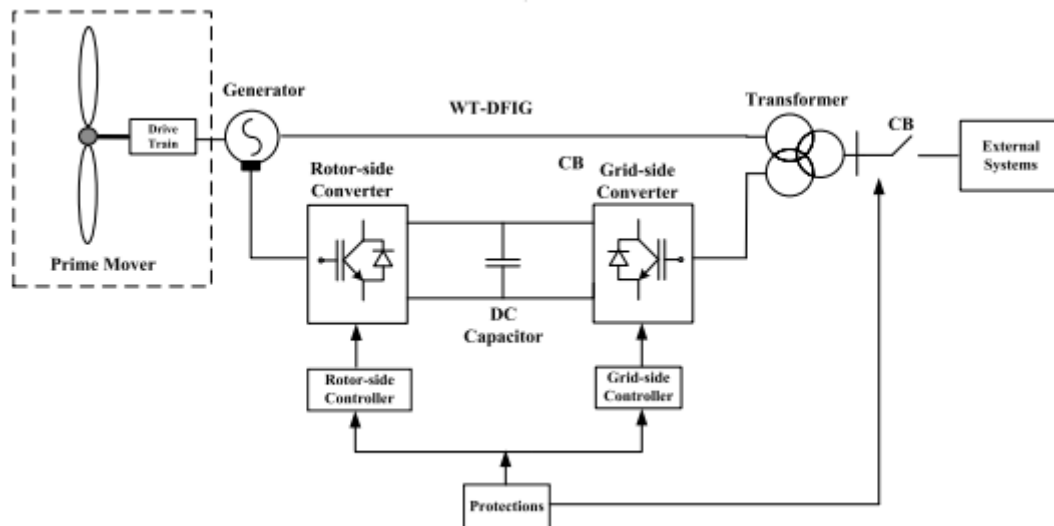 Generator
WT-DFIG
Transformer
CB
Drive
Train
External
Systems
Rotor-side
Converter
CB
Grid-side
Converter
Prime Mover
DC
Capacitor
Rotor-side
Controller
Grid-side
Controller
Protections